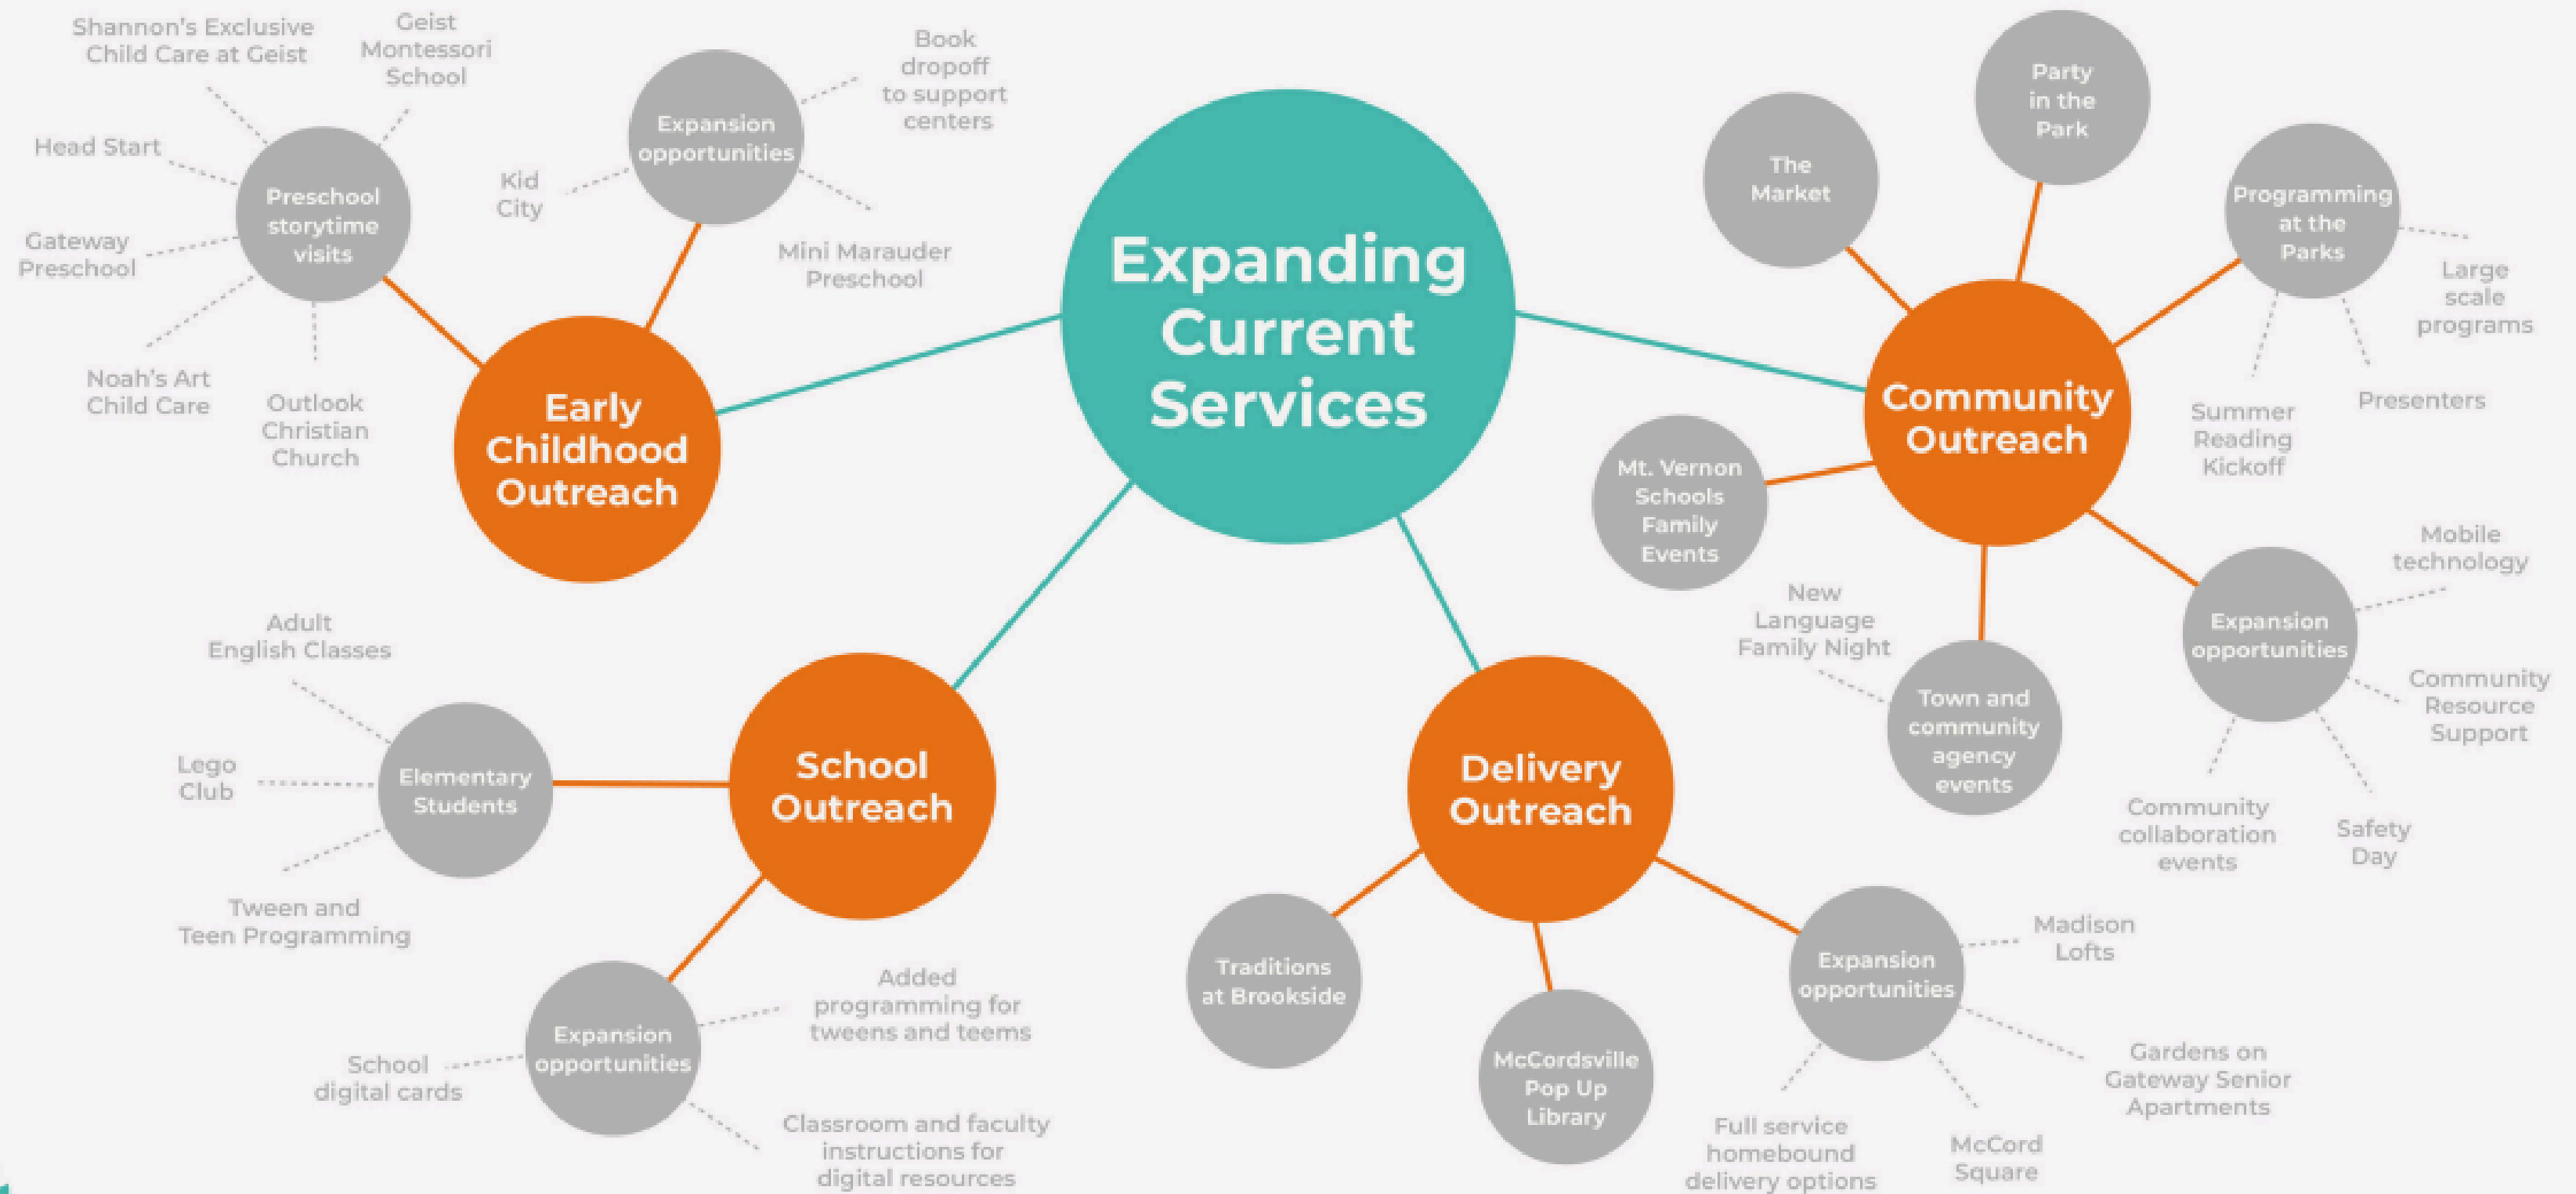 Expanding
Current
Services
Early
Childhood
Outreach
Preschool
storytime
visits
Shannon's Exclusive
Child Care at Geist
Geist
Montessori
School
Head Start
Gateway
Preschool
Noah's Art
Child Care
Outlook
Christian
Church
Expansion
opportunities
Kid
City
Book
dropoff
to support
centers
Mini Marauder
Preschool
School
Outreach
Elementary
Students
Adult
English Classes
Lego
Club
Tween and
Teen Programming
Expansion
opportunities
School
digital cards
Added
programming for
tweens and teems
Classroom and faculty
instructions for
digital resources
Delivery
Outreach
Traditions
at Brookside
McCordsville
Pop Up
Library
Expansion
opportunities
Madison
Lofts
Gardens on
Gateway Senior
Apartments
McCord
Square
Full service
homebound
delivery options
Community
Outreach
The
Market
Party
in the
Park
Programming
at the
Parks
Large
scale
programs
Presenters
Summer
Reading
Kickoff
Mt. Vernon
Schools
Family
Events
Town and
community
agency
events
New
Language
Family Night
Expansion
opportunities
Mobile
technology
Community
Resource
Support
Safety
Day
Community
collaboration
events